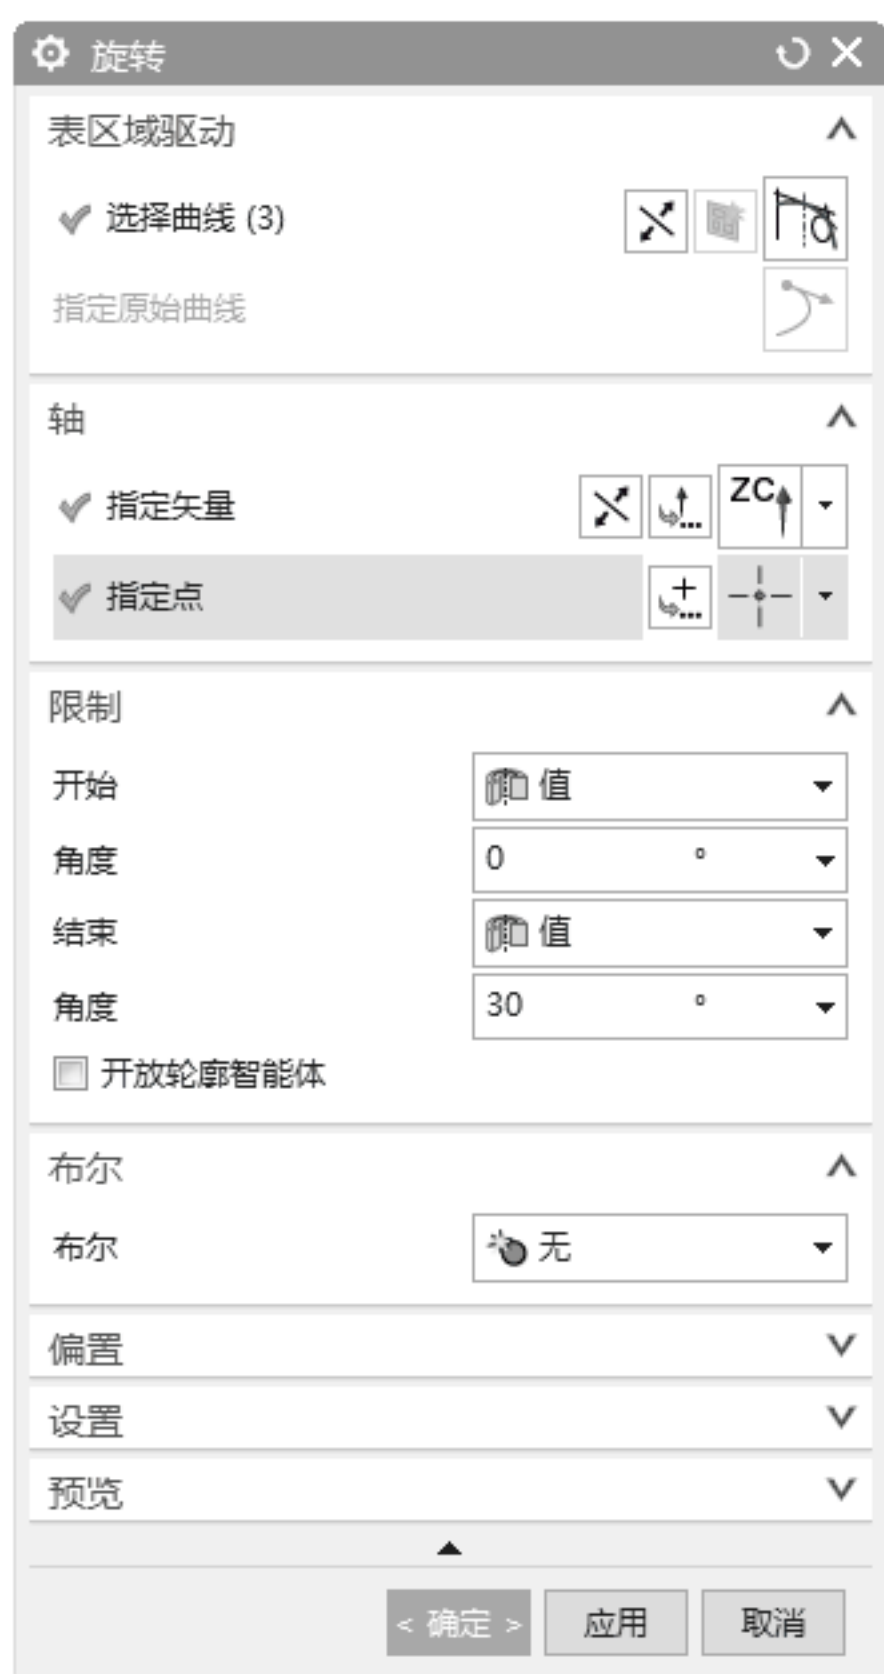 旋转
表区域驱动
选择曲线 (3)
指定原始曲线
轴
指定矢量 ZC
指定点
限制
开始 值
角度 0 °
结束 值
角度 30 °
开放轮廓智能体
布尔
布尔 无
偏置
设置
预览
< 确定 > 应用 取消